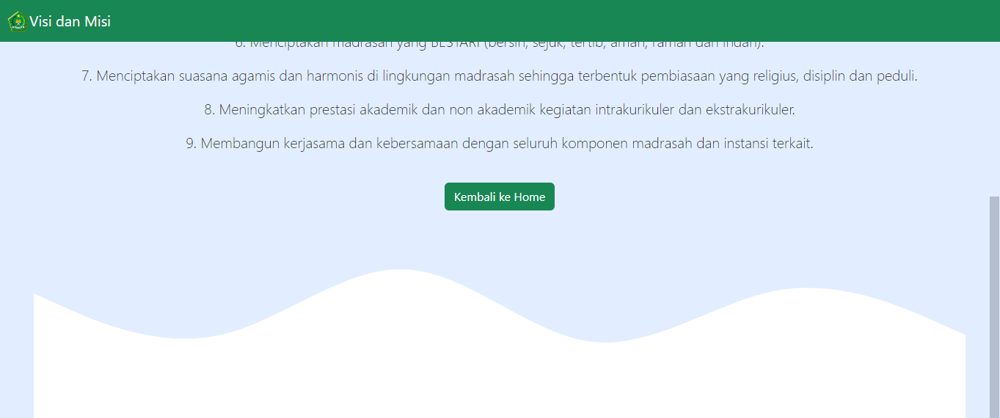 Visi dan Misi
6. Menciptakan madrasah yang BESTARI (bersih, sejuk, tertib, aman, ramah dan indah).
7. Menciptakan suasana agamis dan harmonis di lingkungan madrasah sehingga terbentuk pembiasaan yang religius, disiplin dan peduli.
8. Meningkatkan prestasi akademik dan non akademik kegiatan intrakurikuler dan ekstrakurikuler.
9. Membangun kerjasama dan kebersamaan dengan seluruh komponen madrasah dan instansi terkait.
Kembali ke Home